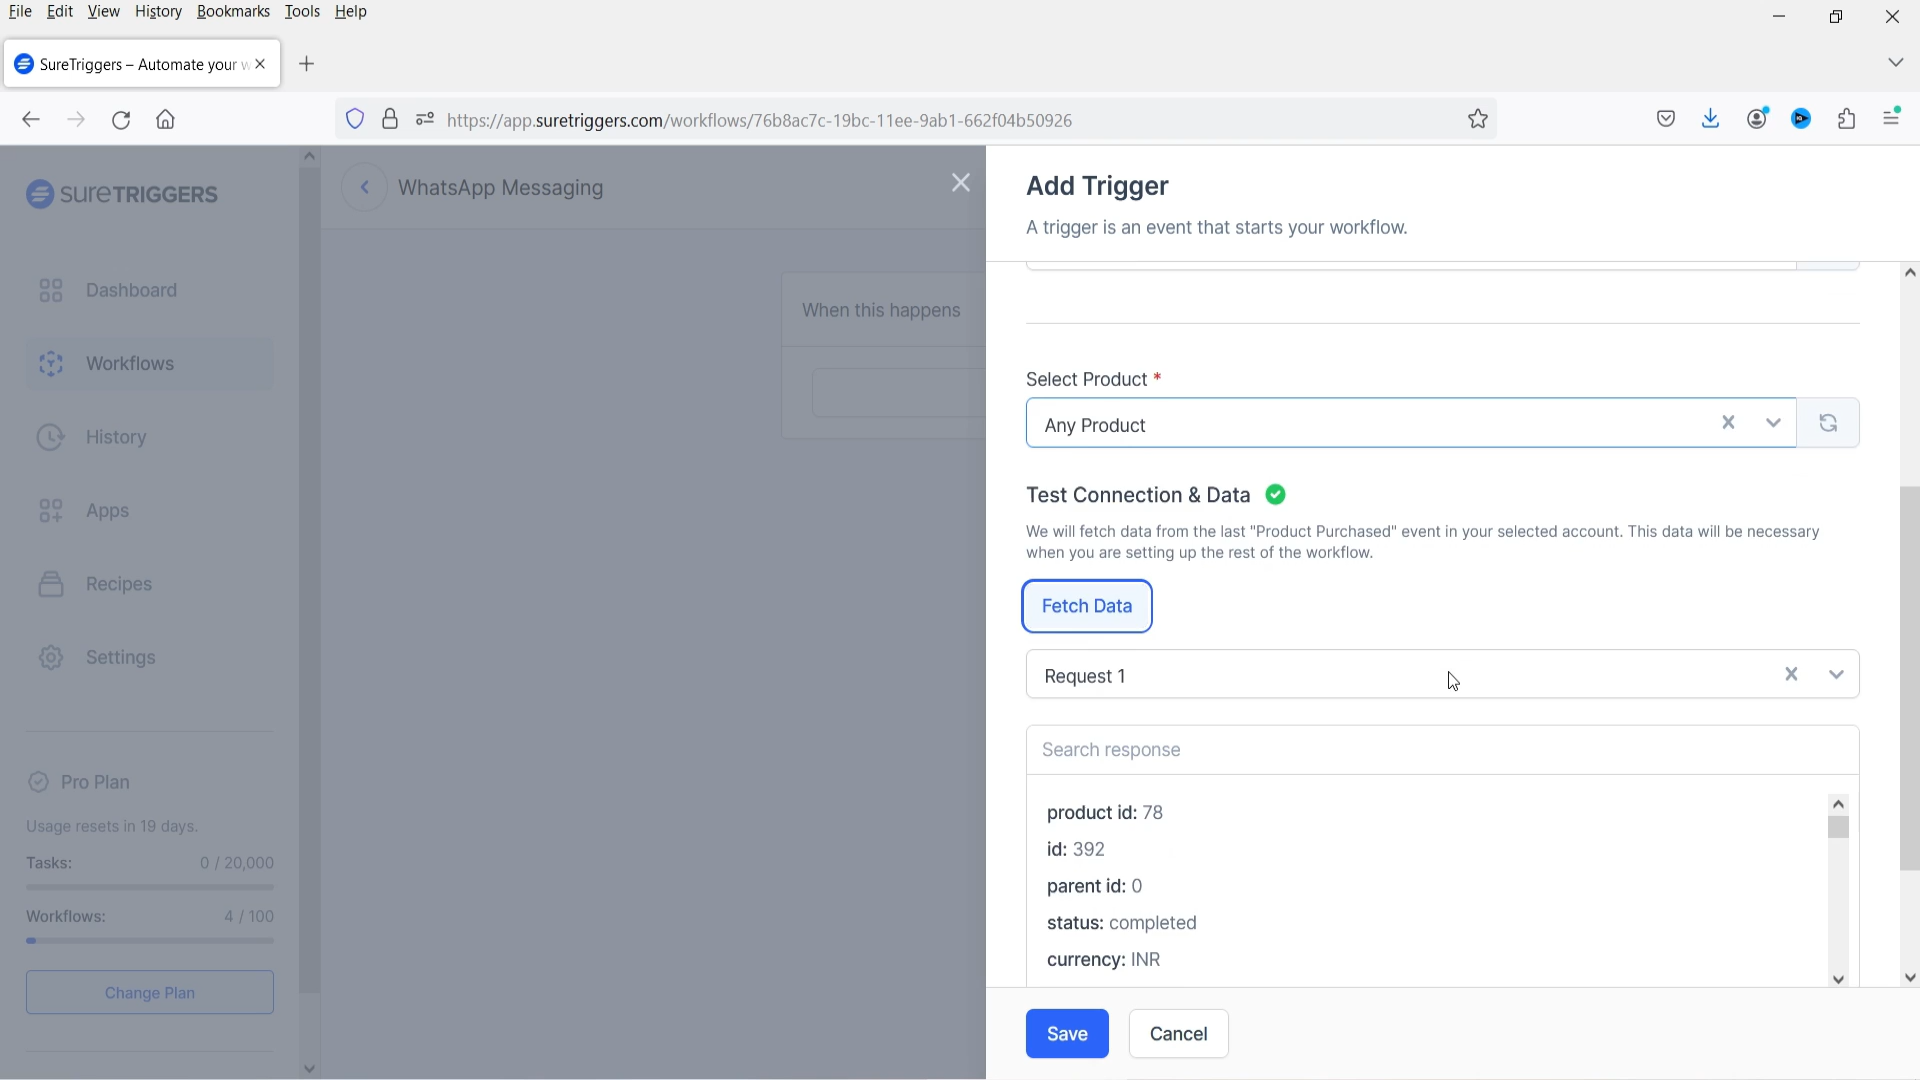 File Edit View History Bookmarks Tools Help
SureTriggers – Automate your w
https://app.suretriggers.com/workflows/76b8ac7c-19bc-11ee-9ab1-662f04b50926
SURETRIGGERS
WhatsApp Messaging
Add Trigger
A trigger is an event that starts your workflow.
Dashboard
Workflows
History
Apps
Recipes
Settings
Pro Plan
Usage resets in 19 days.
Tasks: 0 / 20,000
Workflows: 4 / 100
Change Plan
When this happens
Select Product *
Any Product
Test Connection & Data
We will fetch data from the last "Product Purchased" event in your selected account. This data will be necessary
when you are setting up the rest of the workflow.
Fetch Data
Request 1
Search response
product id: 78
id: 392
parent id: 0
status: completed
currency: INR
Save Cancel